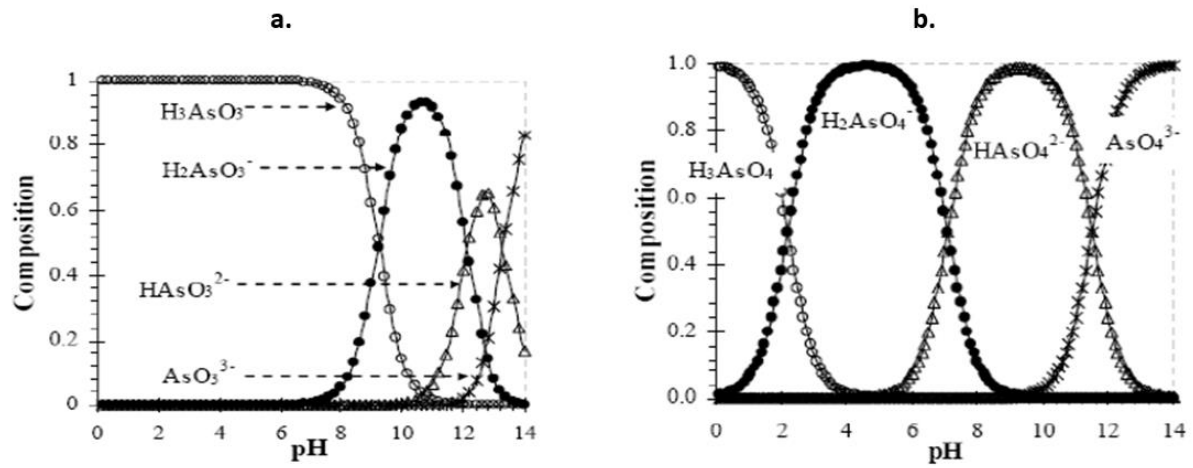 a.
1
0.8
0.6
0.4
0.2
0
Composition
H₃AsO₃
H₂AsO₃⁻
HAsO₃²⁻
AsO₃³⁻
0 2 4 6 8 10 12 14
pH
b.
1.0
0.8
0.6
0.4
0.2
0.0
Composition
H₃AsO₄
H₂AsO₄⁻
HAsO₄²⁻
AsO₄³⁻
0 2 4 6 8 10 12 14
pH